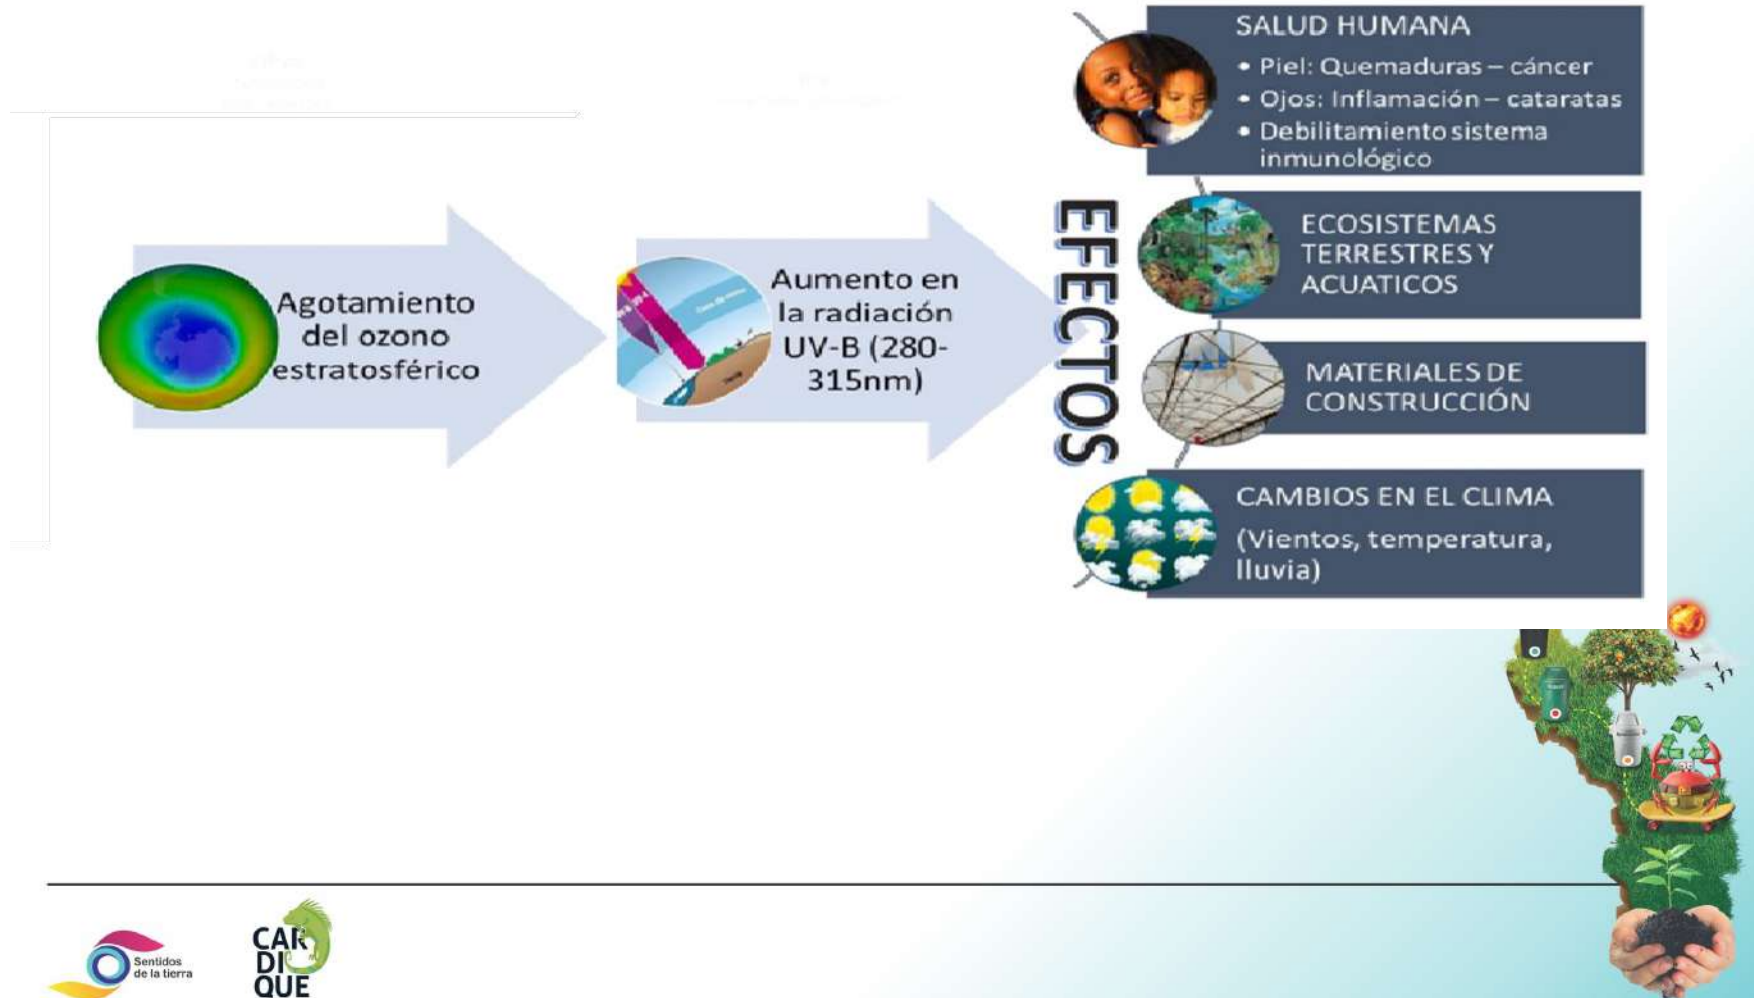 Agotamiento
del ozono
estratosférico
Aumento en
la radiación
UV-B (280-
315nm)
EFECTOS
SALUD HUMANA
• Piel: Quemaduras – cáncer
• Ojos: Inflamación – cataratas
• Debilitamiento sistema
inmunológico
ECOSISTEMAS
TERRESTRES Y
ACUATICOS
MATERIALES DE
CONSTRUCCIÓN
CAMBIOS EN EL CLIMA
(Vientos, temperatura,
lluvia)
Sentidos
de la tierra
CAR
DI
QUE